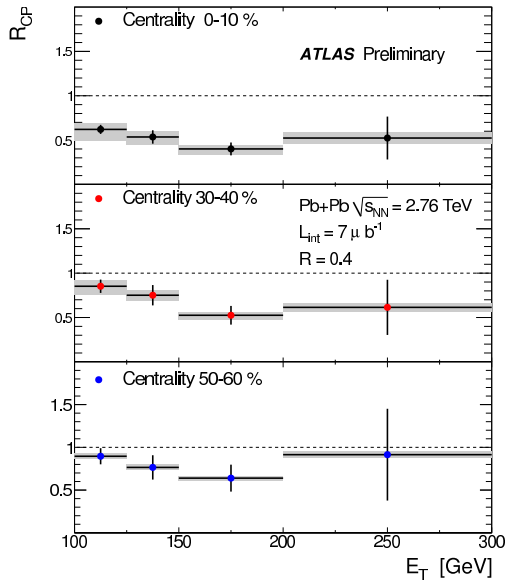 R_CP
Centrality 0-10 %
ATLAS Preliminary
1.5
1
0.5
Centrality 30-40 %
Pb+Pb √s_NN = 2.76 TeV
L_int = 7 μ b⁻¹
R = 0.4
1.5
1
0.5
Centrality 50-60 %
1.5
1
0.5
100 150 200 250 300
E_T [GeV]